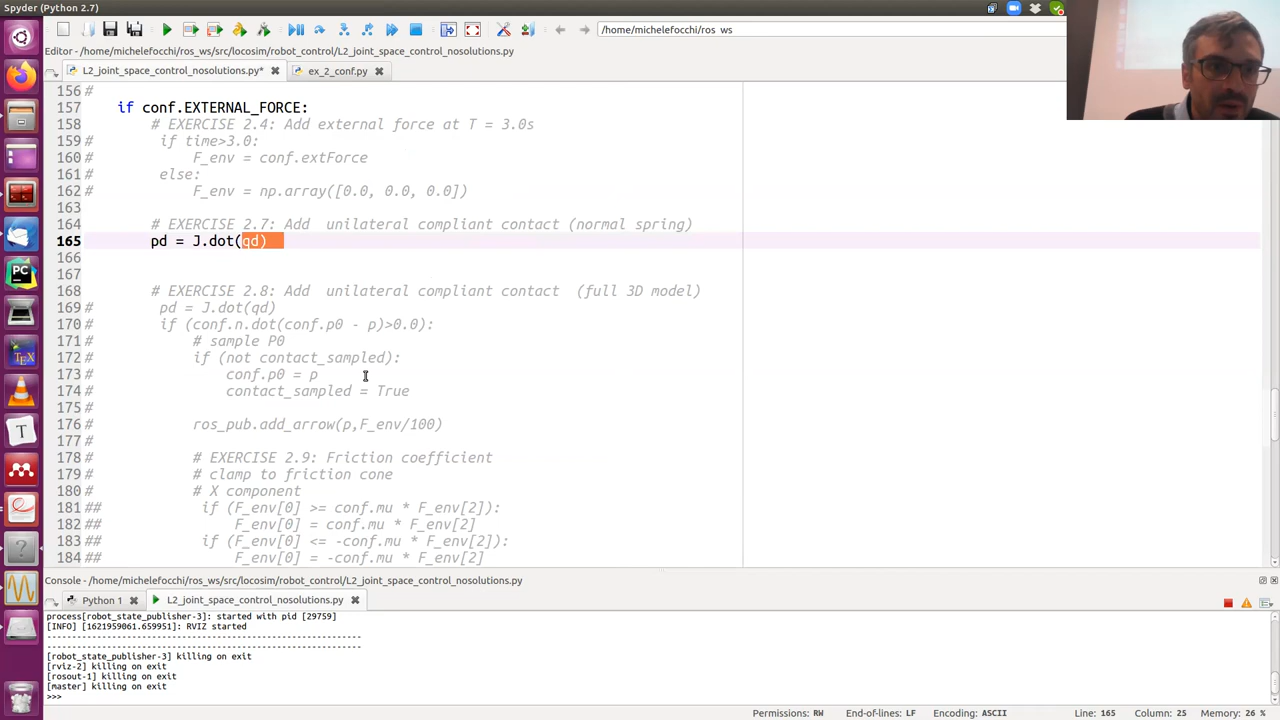 Spyder (Python 2.7)
/home/michelefocchi/ros_ws
Editor - /home/michelefocchi/ros_ws/src/locosim/robot_control/L2_joint_space_control_nosolutions.py
L2_joint_space_control_nosolutions.py*
ex_2_conf.py
156 #
157 if conf.EXTERNAL_FORCE:
158 # EXERCISE 2.4: Add external force at T = 3.0s
159 # if time>3.0:
160 # F_env = conf.extForce
161 # else:
162 # F_env = np.array([0.0, 0.0, 0.0])
163
164 # EXERCISE 2.7: Add unilateral compliant contact (normal spring)
165 pd = J.dot(qd)
166
167
168 # EXERCISE 2.8: Add unilateral compliant contact (full 3D model)
169 # pd = J.dot(qd)
170 # if (conf.n.dot(conf.p0 - p)>0.0):
171 # # sample P0
172 # if (not contact_sampled):
173 # conf.p0 = p
174 # contact_sampled = True
175 #
176 # ros_pub.add_arrow(p,F_env/100)
177 #
178 # # EXERCISE 2.9: Friction coefficient
179 # # clamp to friction cone
180 # # X component
181 ## if (F_env[0] >= conf.mu * F_env[2]):
182 ## F_env[0] = conf.mu * F_env[2]
183 ## if (F_env[0] <= -conf.mu * F_env[2]):
184 ## F_env[0] = -conf.mu * F_env[2]
Console - /home/michelefocchi/ros_ws/src/locosim/robot_control/L2_joint_space_control_nosolutions.py
Python 1
L2_joint_space_control_nosolutions.py
process[robot_state_publisher-3]: started with pid [29759]
[INFO] [1621959061.659951]: RVIZ started
------------------------------------------------------------
------------------------------------------------------------
[robot_state_publisher-3] killing on exit
[rviz-2] killing on exit
[rosout-1] killing on exit
[master] killing on exit
>>>
Permissions: RW End-of-lines: LF Encoding: ASCII Line: 165 Column: 25 Memory: 26 %